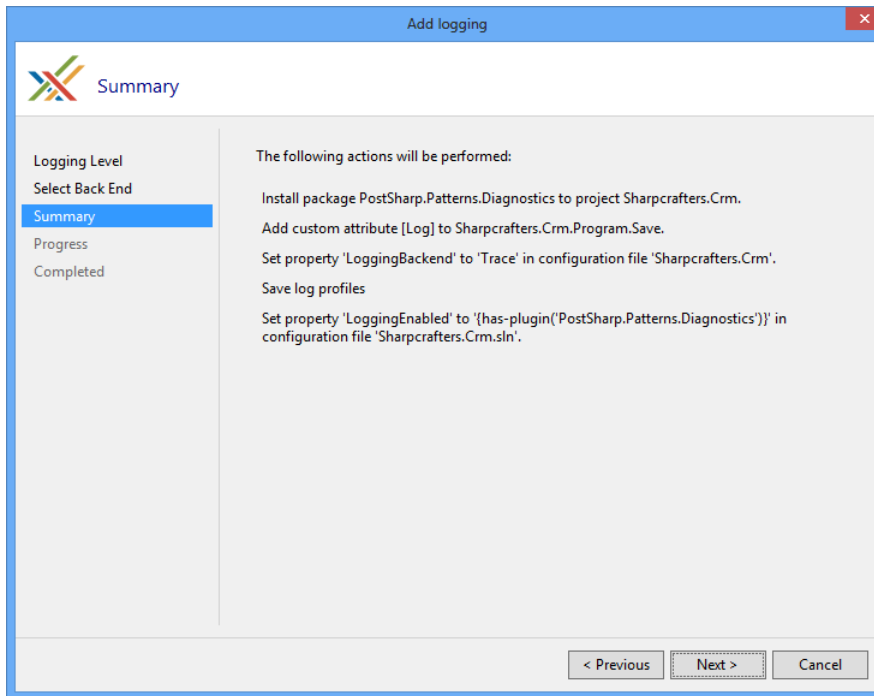 Add logging
Summary
Logging Level
Select Back End
Summary
Progress
Completed
The following actions will be performed:
Install package PostSharp.Patterns.Diagnostics to project Sharpcrafters.Crm.
Add custom attribute [Log] to Sharpcrafters.Crm.Program.Save.
Set property 'LoggingBackend' to 'Trace' in configuration file 'Sharpcrafters.Crm'.
Save log profiles
Set property 'LoggingEnabled' to '{has-plugin('PostSharp.Patterns.Diagnostics')}' in
configuration file 'Sharpcrafters.Crm.sln'.
< Previous
Next >
Cancel